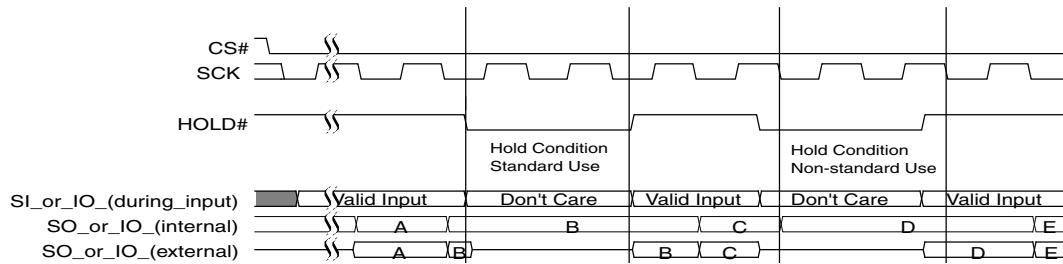 CS#
SCK
HOLD#
Hold Condition
Standard Use
Hold Condition
Non-standard Use
SI_or_IO_(during_input) Valid Input Don't Care Valid Input Don't Care Valid Input
SO_or_IO_(internal) A B C D E
SO_or_IO_(external) A B B C D E